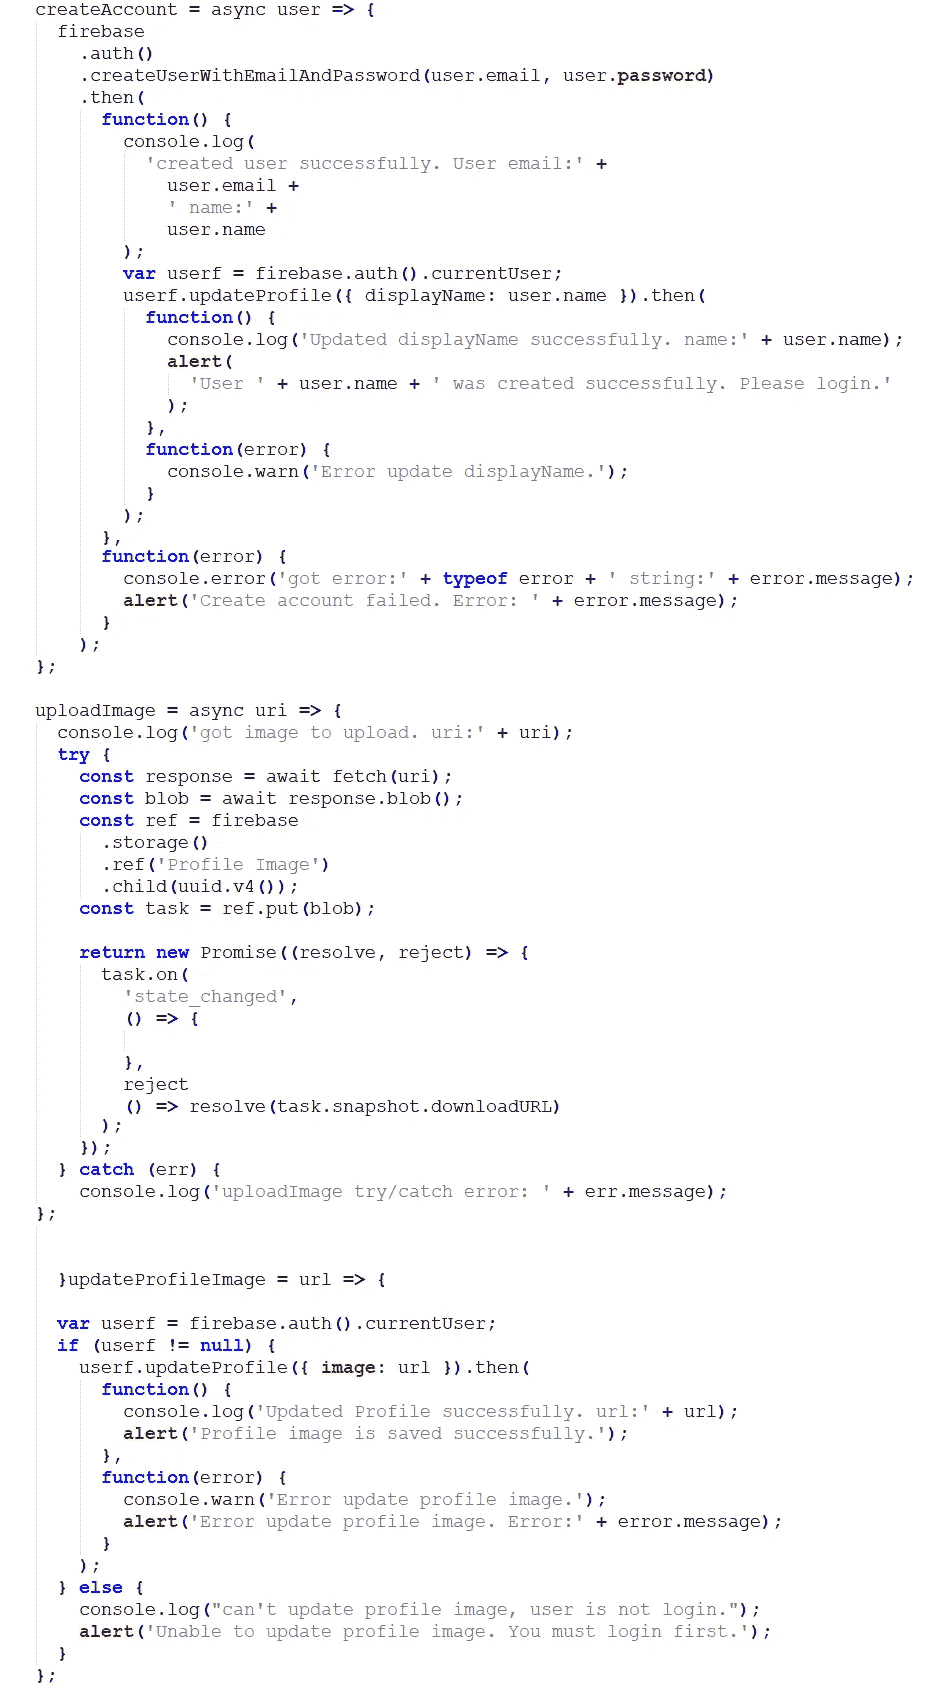 createAccount = async user => {
firebase
.auth()
.createUserWithEmailAndPassword(user.email, user.password)
.then(
function() {
console.log(
'created user successfully. User email:' +
user.email +
' name:' +
user.name
);
var userf = firebase.auth().currentUser;
userf.updateProfile({ displayName: user.name }).then(
function() {
console.log('Updated displayName successfully. name:' + user.name);
alert(
'User ' + user.name + ' was created successfully. Please login.'
);
},
function(error) {
console.warn('Error update displayName.');
}
);
},
function(error) {
console.error('got error:' + typeof error + ' string:' + error.message);
alert('Create account failed. Error: ' + error.message);
}
);
};
uploadImage = async uri => {
console.log('got image to upload. uri:' + uri);
try {
const response = await fetch(uri);
const blob = await response.blob();
const ref = firebase
.storage()
.ref('Profile Image')
.child(uuid.v4());
const task = ref.put(blob);
return new Promise((resolve, reject) => {
task.on(
'state_changed',
() => {
},
reject
() => resolve(task.snapshot.downloadURL)
);
});
} catch (err) {
console.log('uploadImage try/catch error: ' + err.message);
};
}updateProfileImage = url => {
var userf = firebase.auth().currentUser;
if (userf != null) {
userf.updateProfile({ image: url }).then(
function() {
console.log('Updated Profile successfully. url:' + url);
alert('Profile image is saved successfully.');
},
function(error) {
console.warn('Error update profile image.');
alert('Error update profile image. Error:' + error.message);
}
);
} else {
console.log("can't update profile image, user is not login.");
alert('Unable to update profile image. You must login first.');
}
};